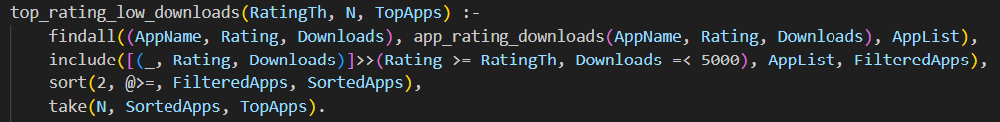 top_rating_low_downloads(RatingTh, N, TopApps) :-
    findall((AppName, Rating, Downloads), app_rating_downloads(AppName, Rating, Downloads), AppList),
    include([(_, Rating, Downloads)]>>(Rating >= RatingTh, Downloads =< 5000), AppList, FilteredApps),
    sort(2, @>=, FilteredApps, SortedApps),
    take(N, SortedApps, TopApps).